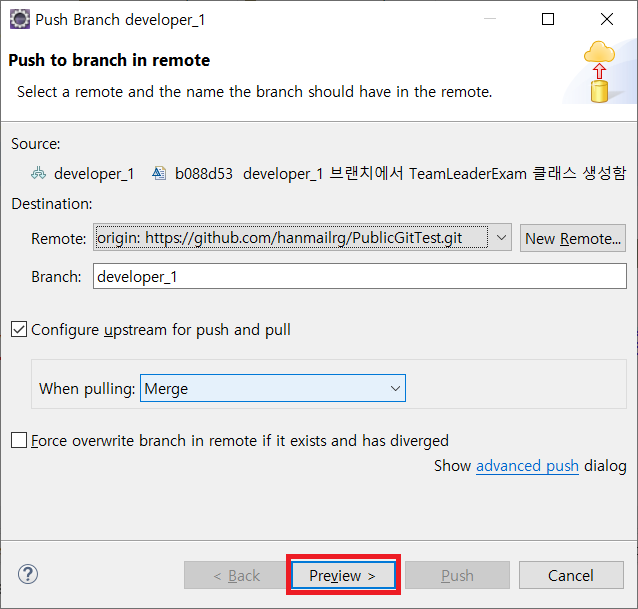 Push Branch developer_1
Push to branch in remote
Select a remote and the name the branch should have in the remote.
Source:
developer_1 b088d53 developer_1 브랜치에서 TeamLeaderExam 클래스 생성함
Destination:
Remote: origin: https://github.com/hanmailrg/PublicGitTest.git New Remote...
Branch: developer_1
Configure upstream for push and pull
When pulling: Merge
Force overwrite branch in remote if it exists and has diverged
Show advanced push dialog
? < Back Preview > Push Cancel